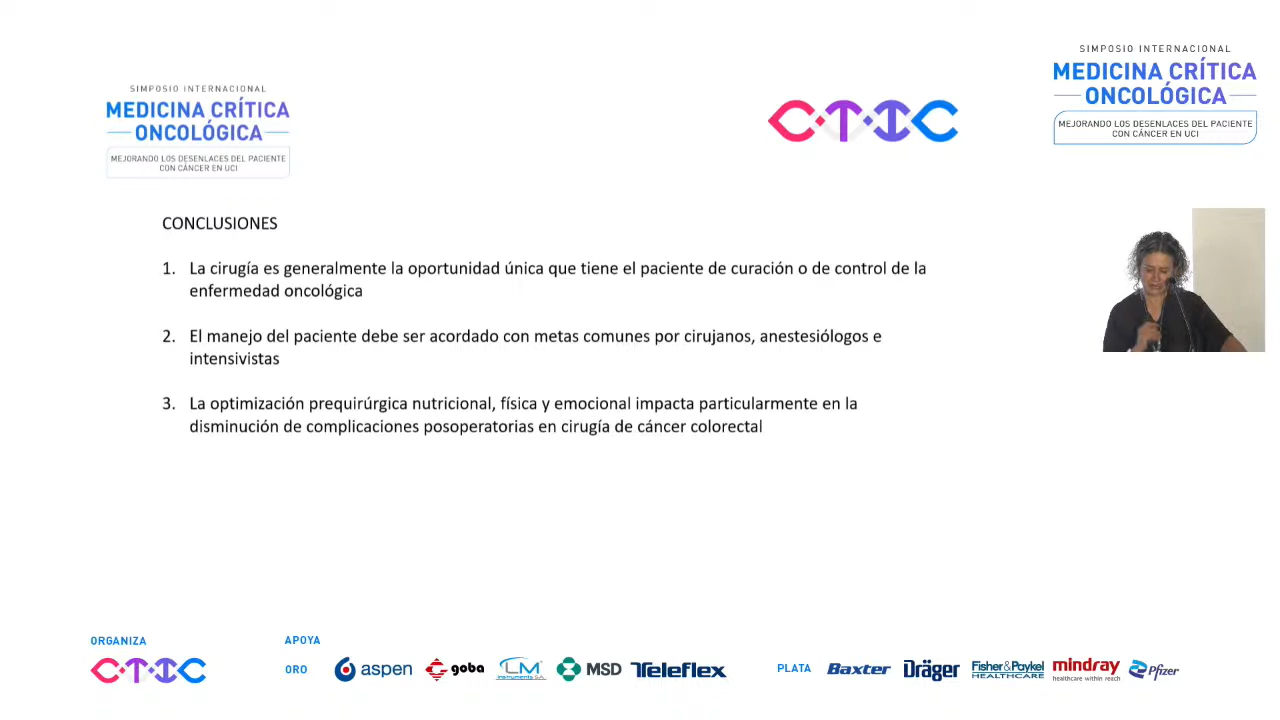 SIMPOSIO INTERNACIONAL
MEDICINA CRÍTICA
ONCOLÓGICA
MEJORANDO LOS DESENLACES DEL PACIENTE
CON CÁNCER EN UCI
CTIC
SIMPOSIO INTERNACIONAL
MEDICINA CRÍTICA
ONCOLÓGICA
MEJORANDO LOS DESENLACES DEL PACIENTE
CON CÁNCER EN UCI
CONCLUSIONES
1. La cirugía es generalmente la oportunidad única que tiene el paciente de curación o de control de la
enfermedad oncológica
2. El manejo del paciente debe ser acordado con metas comunes por cirujanos, anestesiólogos e
intensivistas
3. La optimización prequirúrgica nutricional, física y emocional impacta particularmente en la
disminución de complicaciones posoperatorias en cirugía de cáncer colorectal
ORGANIZA
CTIC
APOYA
ORO
aspen
goba
LM
instruments S.A.
MSD
Teleflex
PLATA
Baxter
Dräger
Fisher&Paykel
HEALTHCARE
mindray
healthcare within reach
Pfizer